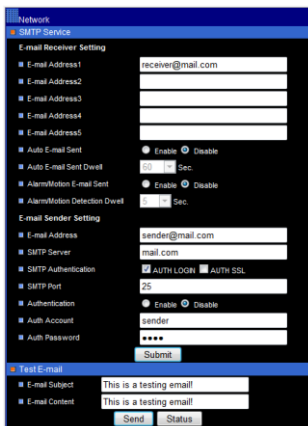 Network
SMTP Service
E-mail Receiver Setting
E-mail Address1 receiver@mail.com
E-mail Address2
E-mail Address3
E-mail Address4
E-mail Address5
Auto E-mail Sent Enable Disable
Auto E-mail Sent Dwell 60 Sec.
Alarm/Motion E-mail Sent Enable Disable
Alarm/Motion Detection Dwell 5 Sec.
E-mail Sender Setting
E-mail Address sender@mail.com
SMTP Server mail.com
SMTP Authentication AUTH LOGIN AUTH SSL
SMTP Port 25
Authentication Enable Disable
Auth Account sender
Auth Password ••••
Submit
Test E-mail
E-mail Subject This is a testing email!
E-mail Content This is a testing email!
Send Status